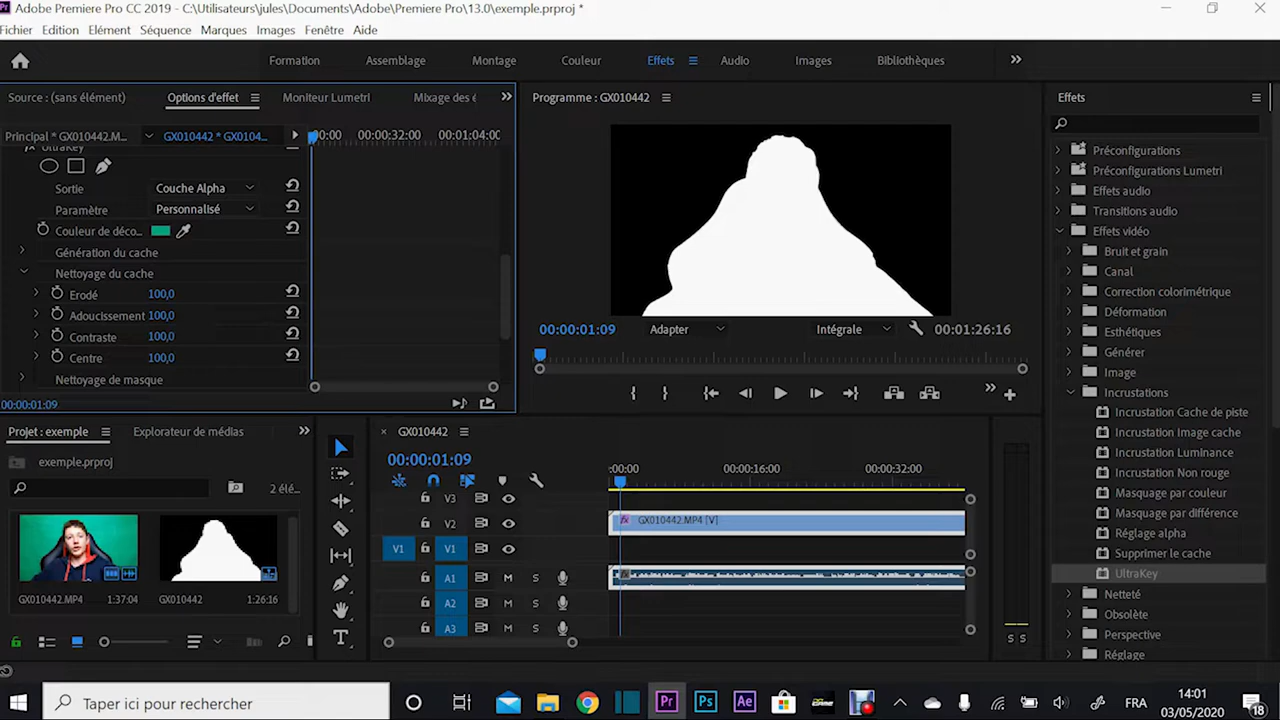 Adobe Premiere Pro CC 2019 - C:\Utilisateurs\jules\Documents\Adobe\Premiere Pro\13.0\exemple.prproj *
Fichier Edition Elément Séquence Marques Images Fenêtre Aide
Formation Assemblage Montage Couleur Effets Audio Images Bibliothèques
Source : (sans élément) Options d'effet Moniteur Lumetri Mixage des é
Principal * GX010442.M... GX010442 * GX0104... :00:00 00:00:32:00 00:01:04:00
UltraKey
Sortie Couche Alpha
Paramètre Personnalisé
Couleur de déco...
Génération du cache
Nettoyage du cache
Erodé 100,0
Adoucissement 100,0
Contraste 100,0
Centre 100,0
Nettoyage de masque
00:00:01:09
Programme : GX010442
00:00:01:09 Adapter Intégrale 00:01:26:16
Effets
Préconfigurations
Préconfigurations Lumetri
Effets audio
Transitions audio
Effets vidéo
Bruit et grain
Canal
Correction colorimétrique
Déformation
Esthétiques
Générer
Image
Incrustations
Incrustation Cache de piste
Incrustation Image cache
Incrustation Luminance
Incrustation Non rouge
Masquage par couleur
Masquage par différence
Réglage alpha
Supprimer le cache
UltraKey
Netteté
Obsolète
Perspective
Réglage
Projet : exemple Explorateur de médias
exemple.prproj
2 élé...
GX010442.MP4 1:37:04 GX010442 1:26:16
GX010442
00:00:01:09
:00:00 00:00:16:00 00:00:32:00
V3
V2 GX010442.MP4 [V]
V1 V1
A1 M S
A2 M S
A3 M S
S S
Taper ici pour rechercher
Pr Ps Ae FRA 14:01
03/05/2020 18